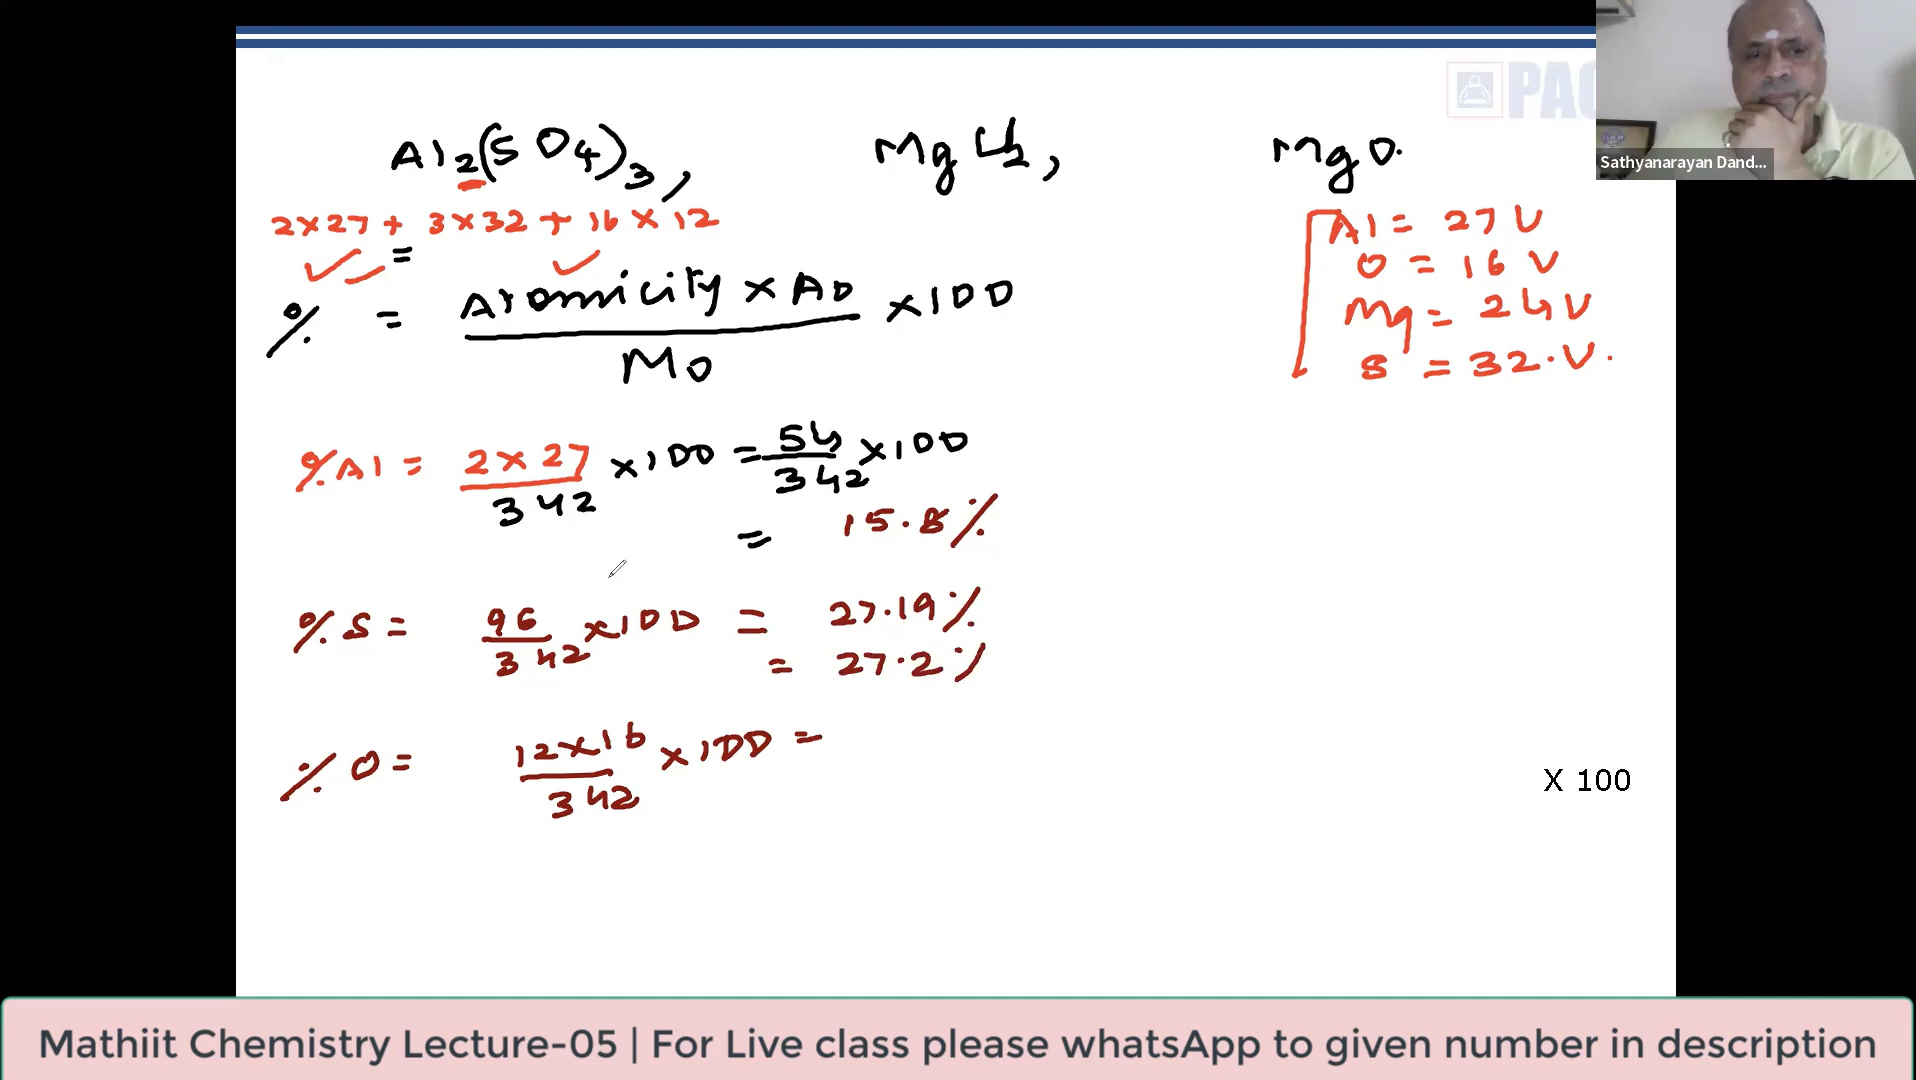 PAC
Sathyanarayan Dand...
Al2(SO4)3, MgCl2, MgO.
2×27 + 3×32 + 16×12
=
Al = 27 V
O = 16 V
Mg = 24 V
S = 32 . V .
% = Atomicity × AO / MO ×100
% Al = 2×27 / 342 ×100 = 54 / 342 ×100
= 15.8%
% S = 96 / 342 ×100 = 27.19%
= 27.2%
% O = 12×16 / 342 ×100 =
X 100
Mathiit Chemistry Lecture-05 | For Live class please whatsApp to given number in description